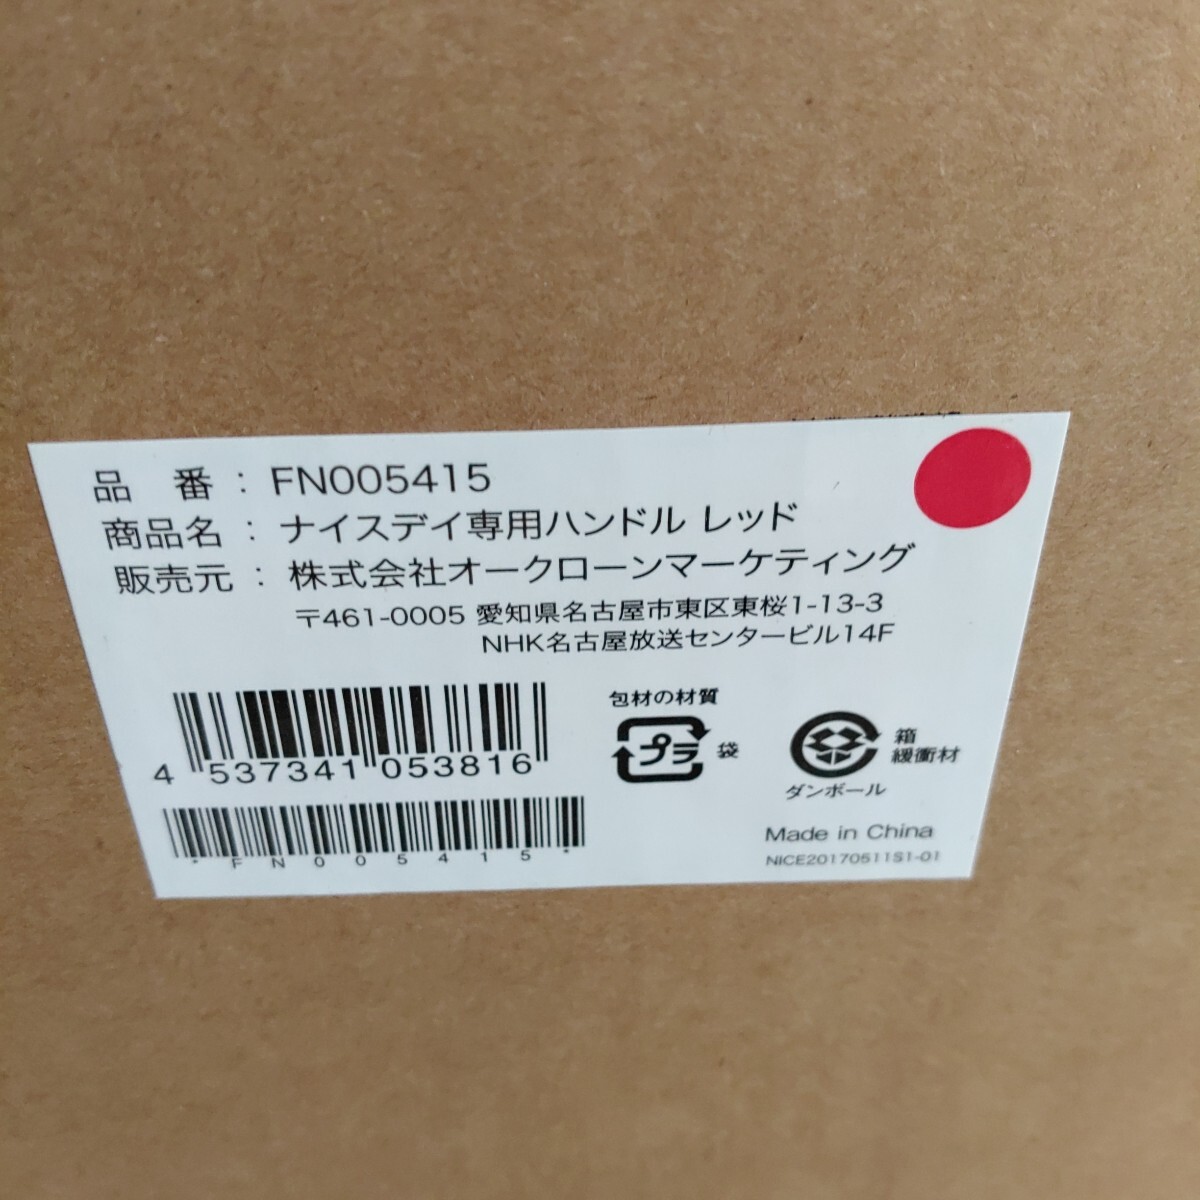 品 番 : FN005415
商品名 : ナイスデイ専用ハンドル レッド
販売元 : 株式会社オークローンマーケティング
〒461-0005 愛知県名古屋市東区東桜1-13-3
NHK名古屋放送センタービル14F
包材の材質
プラ 袋
箱
緩衝材
ダンボール
4 537341 053816
*FN005415*
Made in China
NICE20170511S1-01